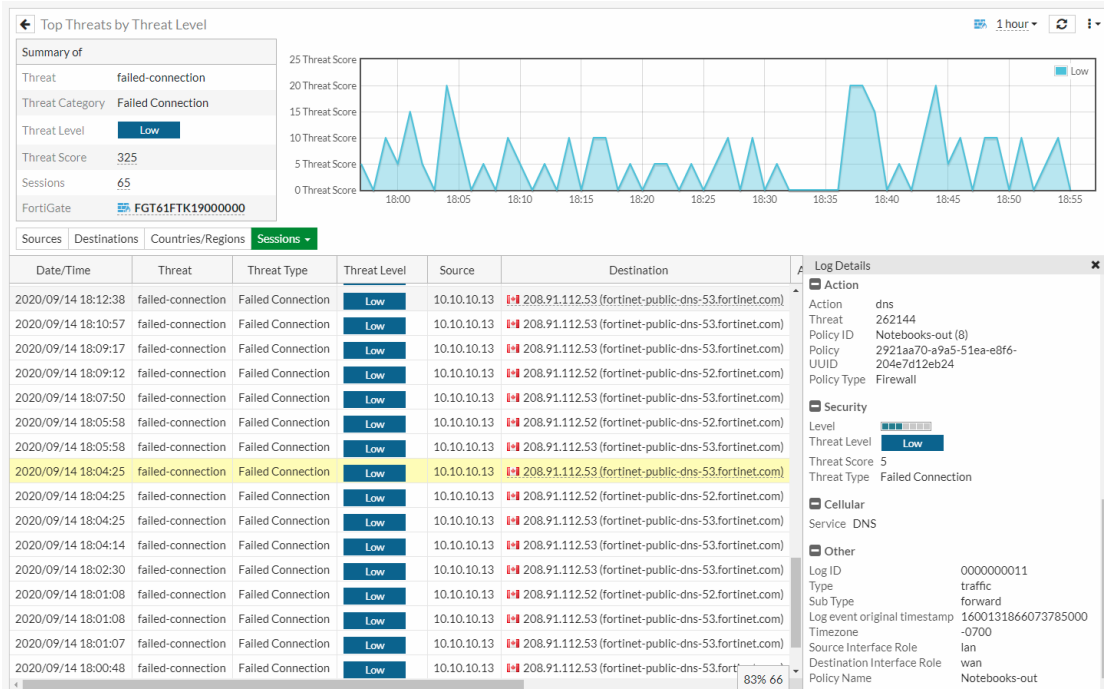 Top Threats by Threat Level
1 hour
Summary of
Threat failed-connection
Threat Category Failed Connection
Threat Level Low
Threat Score 325
Sessions 65
FortiGate FGT61FTK19000000
25 Threat Score
20 Threat Score
15 Threat Score
10 Threat Score
5 Threat Score
0 Threat Score
Low
18:00 18:05 18:10 18:15 18:20 18:25 18:30 18:35 18:40 18:45 18:50 18:55
Sources Destinations Countries/Regions Sessions
Date/Time Threat Threat Type Threat Level Source Destination
2020/09/14 18:12:38 failed-connection Failed Connection Low 10.10.10.13 208.91.112.53 (fortinet-public-dns-53.fortinet.com)
2020/09/14 18:10:57 failed-connection Failed Connection Low 10.10.10.13 208.91.112.53 (fortinet-public-dns-53.fortinet.com)
2020/09/14 18:09:17 failed-connection Failed Connection Low 10.10.10.13 208.91.112.53 (fortinet-public-dns-53.fortinet.com)
2020/09/14 18:09:12 failed-connection Failed Connection Low 10.10.10.13 208.91.112.52 (fortinet-public-dns-52.fortinet.com)
2020/09/14 18:07:50 failed-connection Failed Connection Low 10.10.10.13 208.91.112.53 (fortinet-public-dns-53.fortinet.com)
2020/09/14 18:05:58 failed-connection Failed Connection Low 10.10.10.13 208.91.112.52 (fortinet-public-dns-52.fortinet.com)
2020/09/14 18:05:58 failed-connection Failed Connection Low 10.10.10.13 208.91.112.53 (fortinet-public-dns-53.fortinet.com)
2020/09/14 18:04:25 failed-connection Failed Connection Low 10.10.10.13 208.91.112.53 (fortinet-public-dns-53.fortinet.com)
2020/09/14 18:04:25 failed-connection Failed Connection Low 10.10.10.13 208.91.112.52 (fortinet-public-dns-52.fortinet.com)
2020/09/14 18:04:25 failed-connection Failed Connection Low 10.10.10.13 208.91.112.53 (fortinet-public-dns-53.fortinet.com)
2020/09/14 18:04:14 failed-connection Failed Connection Low 10.10.10.13 208.91.112.53 (fortinet-public-dns-53.fortinet.com)
2020/09/14 18:02:30 failed-connection Failed Connection Low 10.10.10.13 208.91.112.53 (fortinet-public-dns-53.fortinet.com)
2020/09/14 18:01:08 failed-connection Failed Connection Low 10.10.10.13 208.91.112.52 (fortinet-public-dns-52.fortinet.com)
2020/09/14 18:01:08 failed-connection Failed Connection Low 10.10.10.13 208.91.112.53 (fortinet-public-dns-53.fortinet.com)
2020/09/14 18:01:07 failed-connection Failed Connection Low 10.10.10.13 208.91.112.53 (fortinet-public-dns-53.fortinet.com)
2020/09/14 18:00:48 failed-connection Failed Connection Low 10.10.10.13 208.91.112.53 (fortinet-public-dns-53.fort
83% 66
Log Details
Action
Action dns
Threat 262144
Policy ID Notebooks-out (8)
Policy 2921aa70-a9a5-51ea-e8f6-
UUID 204e7d12eb24
Policy Type Firewall
Security
Level
Threat Level Low
Threat Score 5
Threat Type Failed Connection
Cellular
Service DNS
Other
Log ID 0000000011
Type traffic
Sub Type forward
Log event original timestamp 1600131866073785000
Timezone -0700
Source Interface Role lan
Destination Interface Role wan
Policy Name Notebooks-out